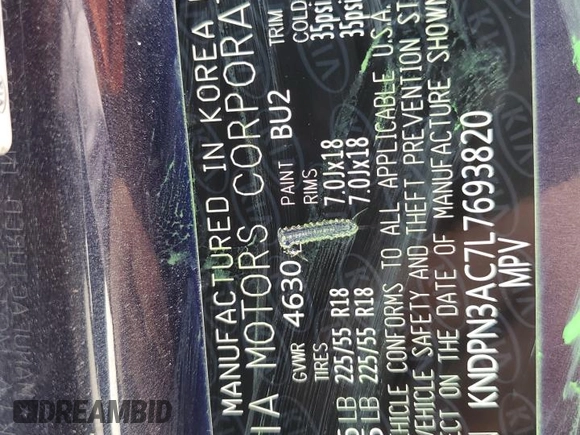 MANUFACTURED IN KOREA
IA MOTORS CORPORA
GVWR 4630 PAINT BU2 TRIM
TIRES RIMS COLD
LB 225/55 R18 7.0Jx18 35psi
LB 225/55 R18 7.0Jx18 35psi
HICLE CONFORMS TO ALL APPLICABLE U.S.A.
VEHICLE SAFETY AND THEFT PREVENTION ST
ECT ON THE DATE OF MANUFACTURE SHOWN
KNDPN3AC7L7693820
MPV
KIA
DREAMBID